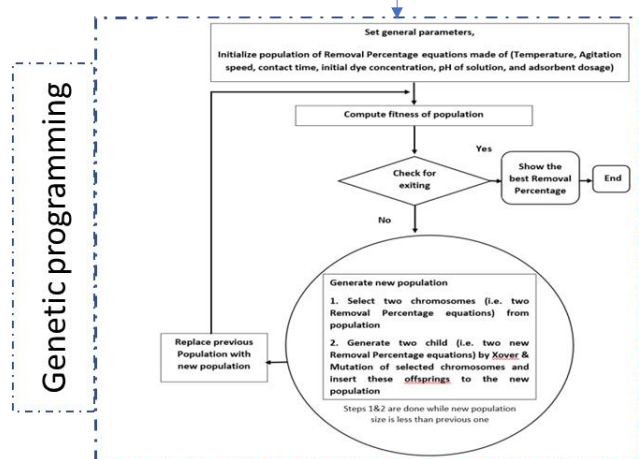 Genetic programming
Set general parameters,
Initialize population of Removal Percentage equations made of (Temperature, Agitation
speed, contact time, initial dye concentration, pH of solution, and adsorbent dosage)
Compute fitness of population
Check for
exiting
Yes
Show the
best Removal
Percentage
End
No
Generate new population
1. Select two chromosomes (i.e. two
Removal Percentage equations) from
population
2. Generate two child (i.e. two new
Removal Percentage equations) by Xover &
Mutation of selected chromosomes and
insert these offsprings to the new
population
Steps 1&2 are done while new population
size is less than previous one
Replace previous
Population with
new population